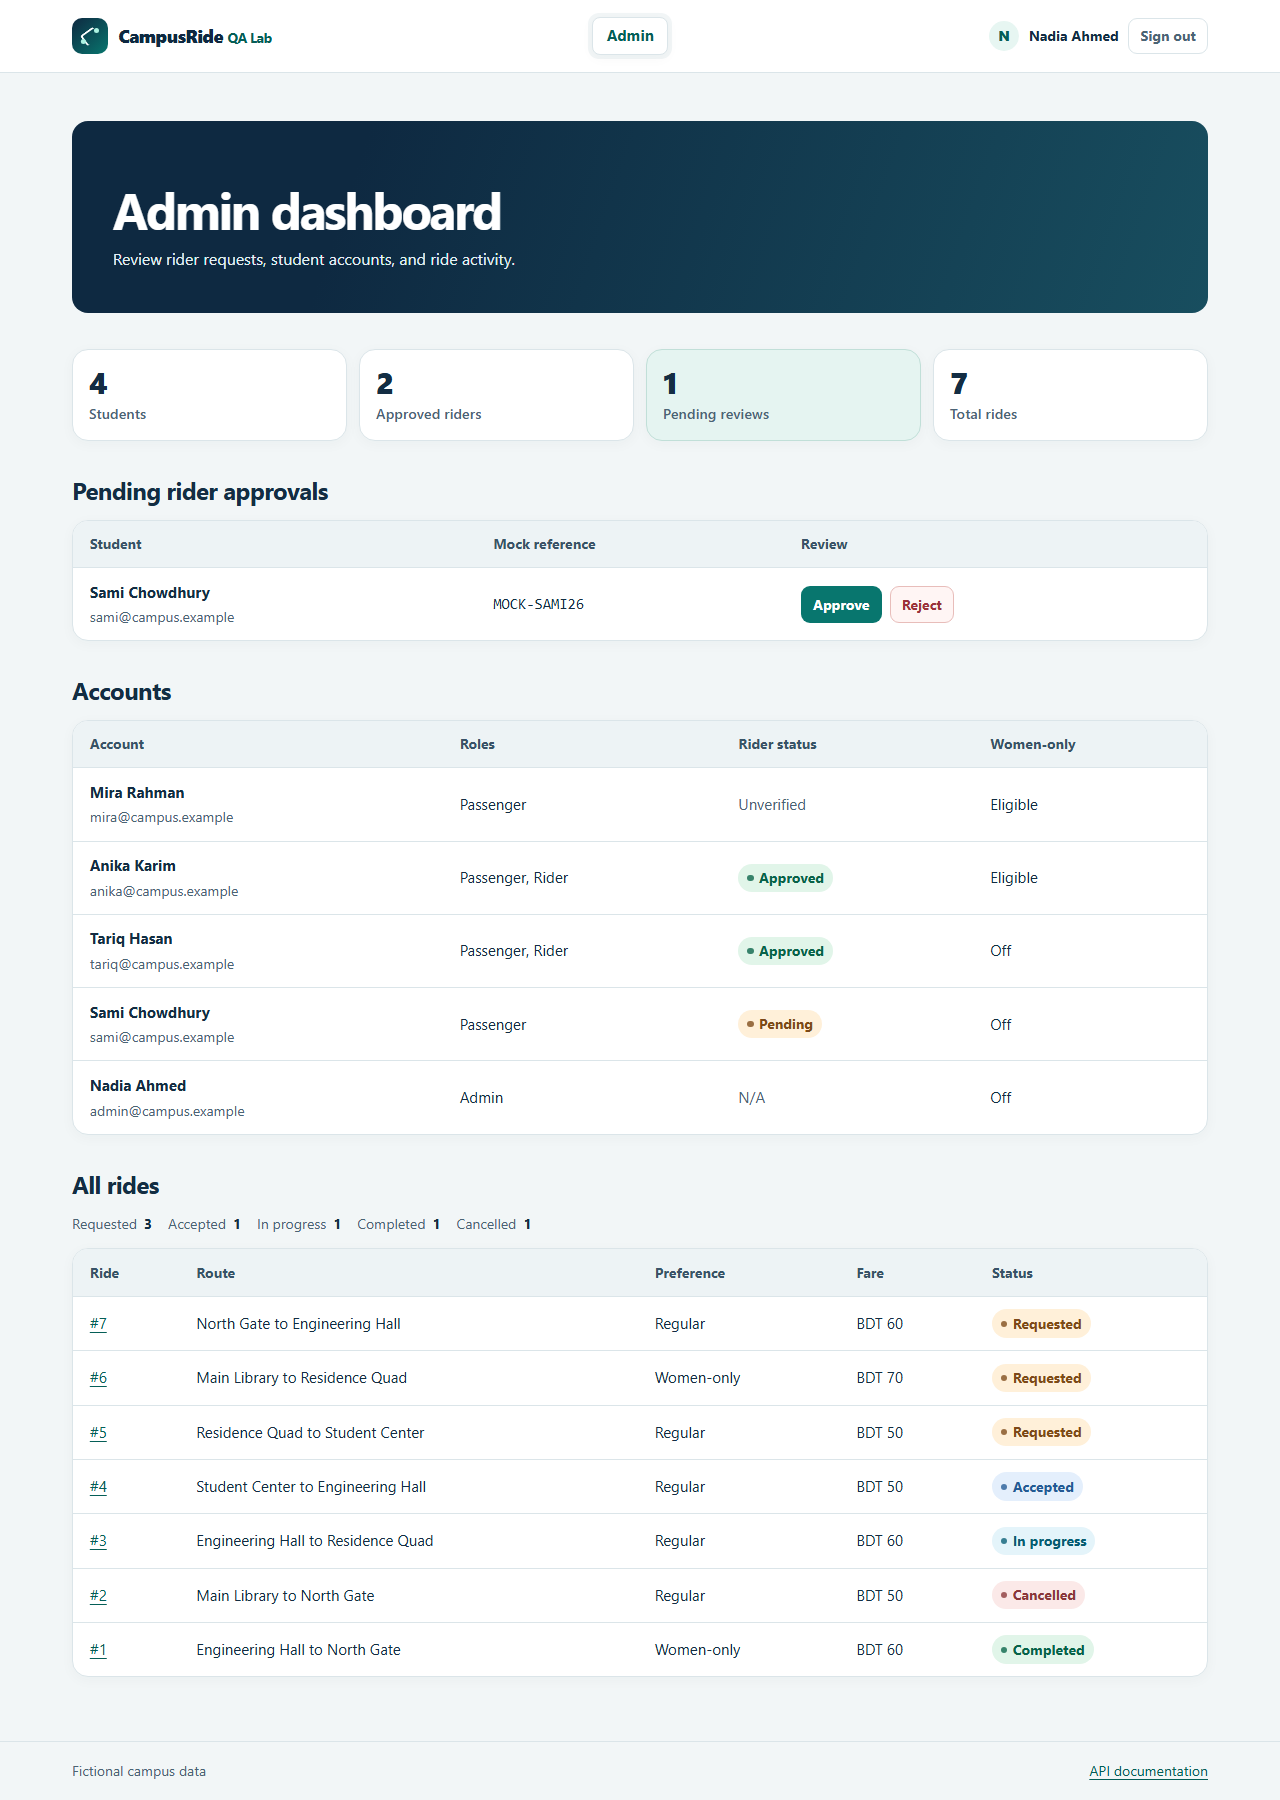 CampusRide QA Lab
Admin
N Nadia Ahmed Sign out
Admin dashboard
Review rider requests, student accounts, and ride activity.
4
Students
2
Approved riders
1
Pending reviews
7
Total rides
Pending rider approvals
Student Mock reference Review
Sami Chowdhury
sami@campus.example
MOCK-SAMI26
Approve Reject
Accounts
Account Roles Rider status Women-only
Mira Rahman
mira@campus.example
Passenger Unverified Eligible
Anika Karim
anika@campus.example
Passenger, Rider Approved Eligible
Tariq Hasan
tariq@campus.example
Passenger, Rider Approved Off
Sami Chowdhury
sami@campus.example
Passenger Pending Off
Nadia Ahmed
admin@campus.example
Admin N/A Off
All rides
Requested 3 Accepted 1 In progress 1 Completed 1 Cancelled 1
Ride Route Preference Fare Status
#7 North Gate to Engineering Hall Regular BDT 60 Requested
#6 Main Library to Residence Quad Women-only BDT 70 Requested
#5 Residence Quad to Student Center Regular BDT 50 Requested
#4 Student Center to Engineering Hall Regular BDT 50 Accepted
#3 Engineering Hall to Residence Quad Regular BDT 60 In progress
#2 Main Library to North Gate Regular BDT 50 Cancelled
#1 Engineering Hall to North Gate Women-only BDT 60 Completed
Fictional campus data
API documentation